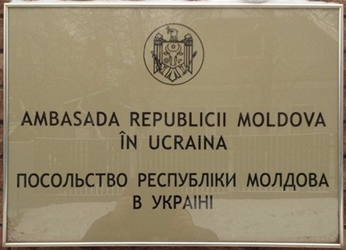 AMBASADA REPUBLICII MOLDOVA
ÎN UCRAINA
ПОСОЛЬСТВО РЕСПУБЛІКИ МОЛДОВА
В УКРАЇНІ